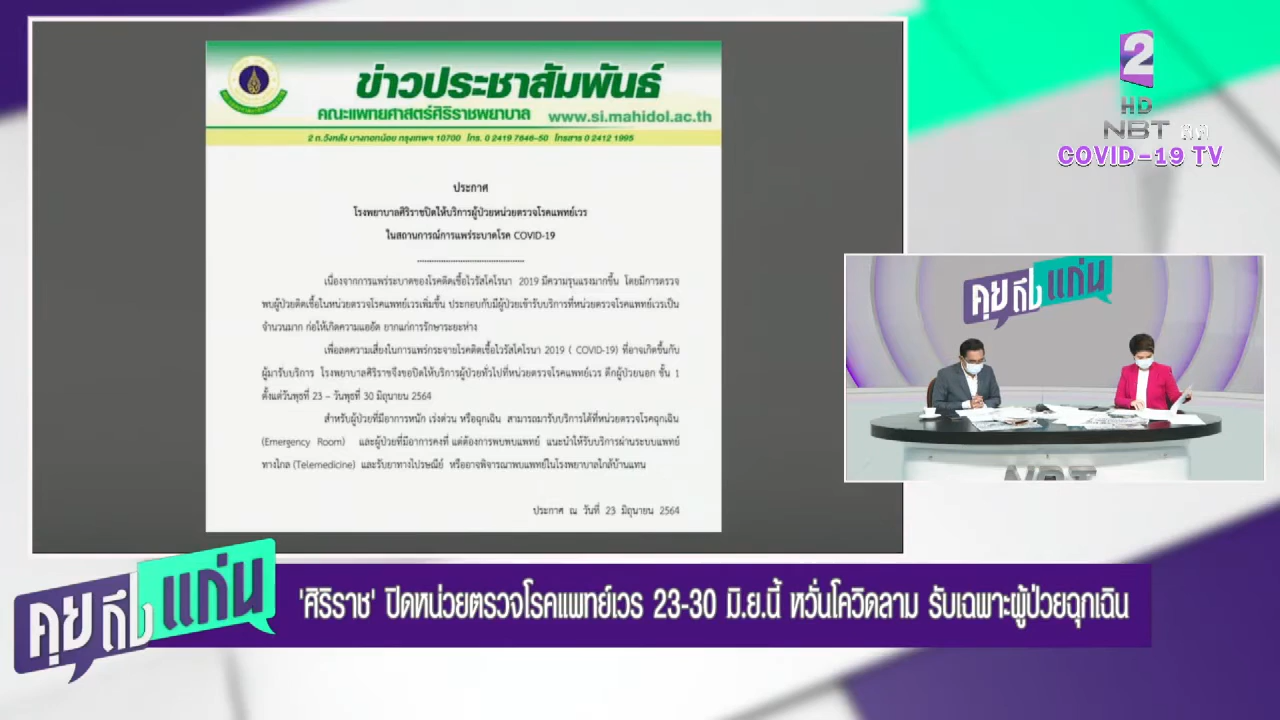 ข่าวประชาสัมพันธ์
คณะแพทยศาสตร์ศิริราชพยาบาล www.si.mahidol.ac.th
2 ถ.วังหลัง บางกอกน้อย กรุงเทพฯ 10700 โทร. 0 2419 7646-50 โทรสาร 0 2412 1995
ประกาศ
โรงพยาบาลศิริราชปิดให้บริการผู้ป่วยหน่วยตรวจโรคแพทย์เวร
ในสถานการณ์การแพร่ระบาดโรค COVID-19
เนื่องจากการแพร่ระบาดของโรคติดเชื้อไวรัสโคโรนา 2019 มีความรุนแรงมากขึ้น โดยมีการตรวจ
พบผู้ป่วยติดเชื้อในหน่วยตรวจโรคแพทย์เวรเพิ่มขึ้น ประกอบกับมีผู้ป่วยเข้ารับบริการที่หน่วยตรวจโรคแพทย์เวรเป็น
จำนวนมาก ก่อให้เกิดความแออัด ยากแก่การรักษาระยะห่าง
เพื่อลดความเสี่ยงในการแพร่กระจายโรคติดเชื้อไวรัสโคโรนา 2019 ( COVID-19) ที่อาจเกิดขึ้นกับ
ผู้มารับบริการ โรงพยาบาลศิริราชจึงขอปิดให้บริการผู้ป่วยทั่วไปที่หน่วยตรวจโรคแพทย์เวร ตึกผู้ป่วยนอก ชั้น 1
ตั้งแต่วันพุธที่ 23 – วันพุธที่ 30 มิถุนายน 2564
สำหรับผู้ป่วยที่มีอาการหนัก เร่งด่วน หรือฉุกเฉิน สามารถมารับบริการได้ที่หน่วยตรวจโรคฉุกเฉิน
(Emergency Room) และผู้ป่วยที่มีอาการคงที่ แต่ต้องการพบพบแพทย์ แนะนำให้รับบริการผ่านระบบแพทย์
ทางไกล (Telemedicine) และรับยาทางไปรษณีย์ หรืออาจพิจารณาพบแพทย์ในโรงพยาบาลใกล้บ้านแทน
ประกาศ ณ วันที่ 23 มิถุนายน 2564
2
HD
NBT
COVID-19 TV
คุยถึงแก่น
NBT
คุยถึงแก่น
'ศิริราช' ปิดหน่วยตรวจโรคแพทย์เวร 23-30 มิ.ย.นี้ หวั่นโควิดลาม รับเฉพาะผู้ป่วยฉุกเฉิน